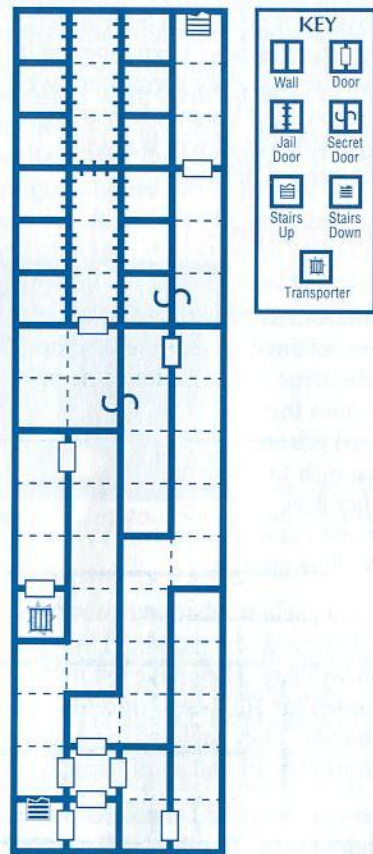 KEY
Wall
Door
Jail
Door
Secret
Door
Stairs
Up
Stairs
Down
Transporter